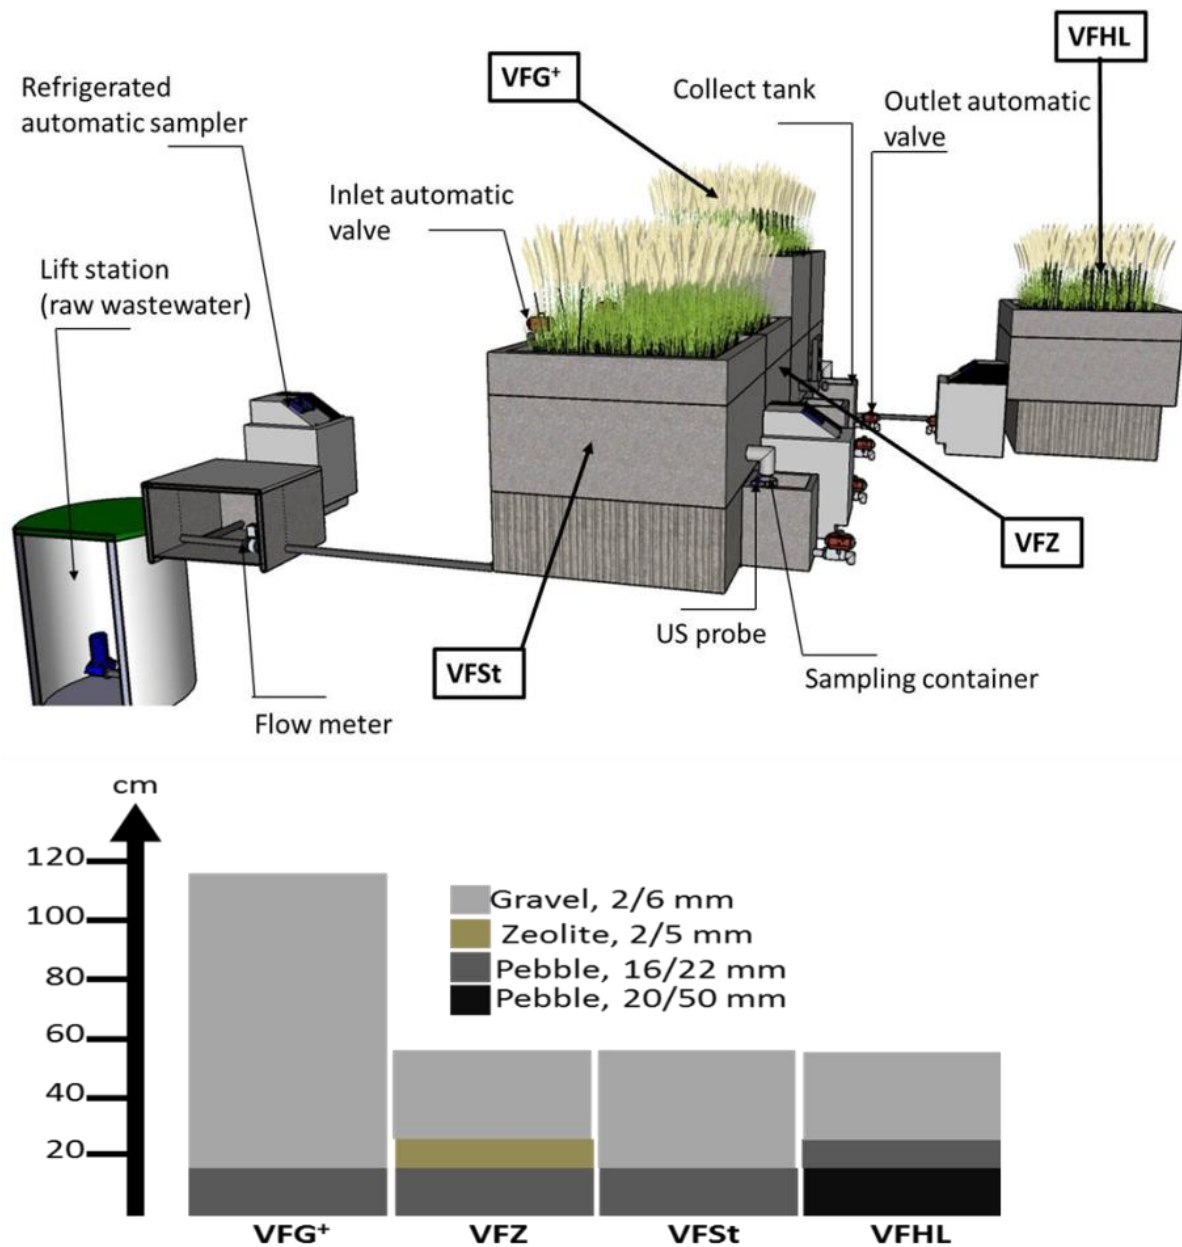 VFHL
VFG⁺
Refrigerated
automatic sampler
Collect tank
Outlet automatic
valve
Inlet automatic
valve
Lift station
(raw wastewater)
VFZ
US probe
VFSt
Sampling container
Flow meter
cm
120
100
80
60
40
20
Gravel, 2/6 mm
Zeolite, 2/5 mm
Pebble, 16/22 mm
Pebble, 20/50 mm
VFG⁺ VFZ VFSt VFHL